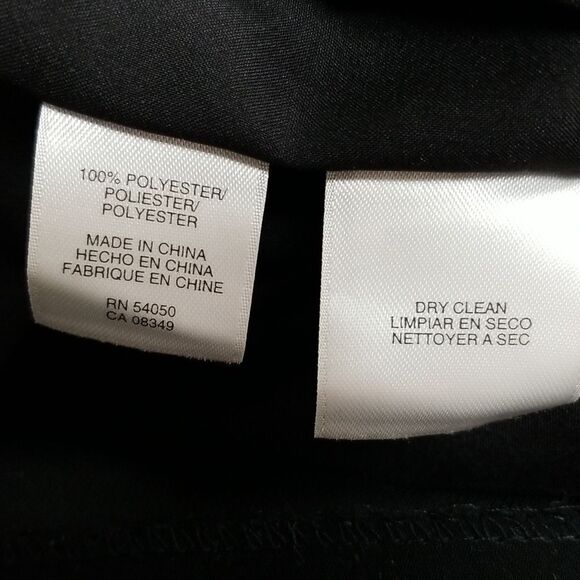 100% POLYESTER/
POLIESTER/
POLYESTER
MADE IN CHINA
HECHO EN CHINA
FABRIQUE EN CHINE
RN 54050
CA 08349
DRY CLEAN
LIMPIAR EN SECO
NETTOYER A SEC